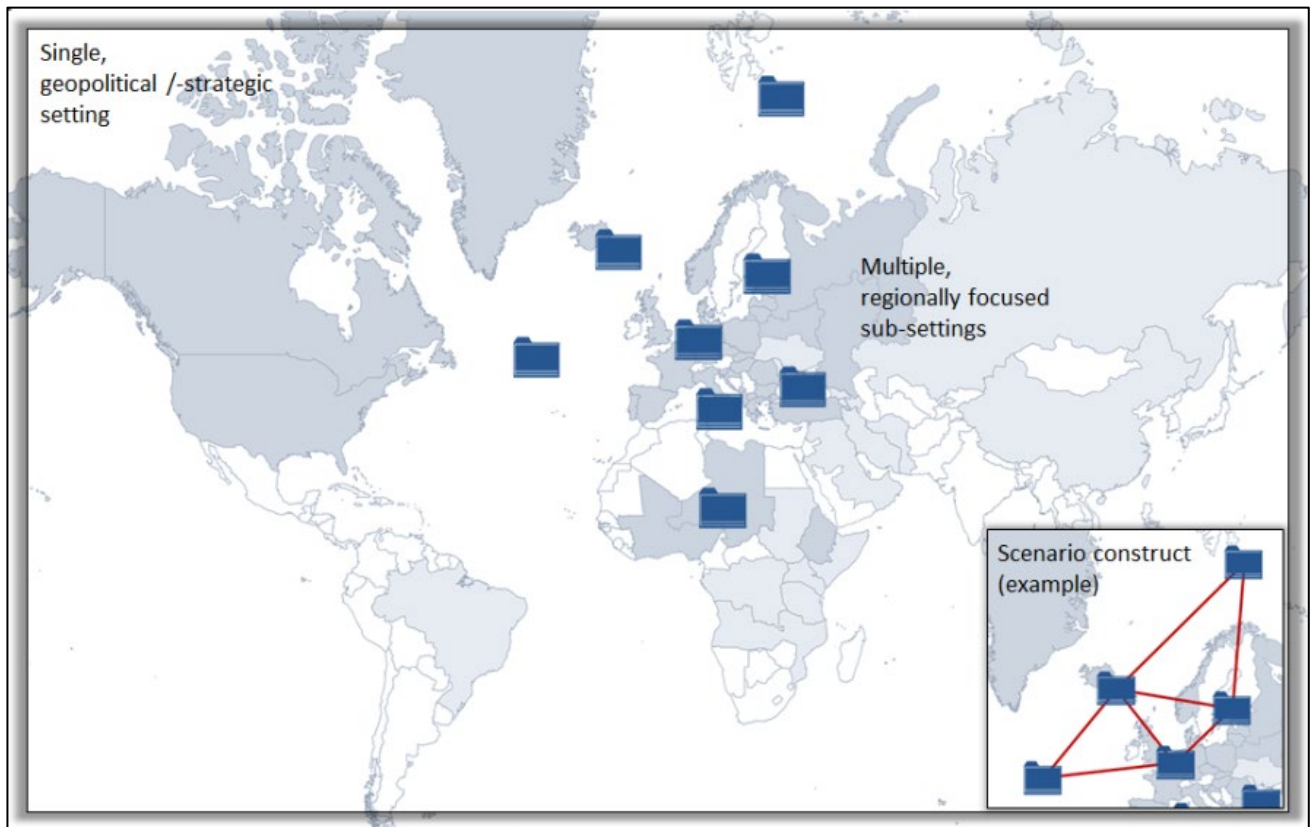 Single,
geopolitical /-strategic
setting
Multiple,
regionally focused
sub-settings
Scenario construct
(example)